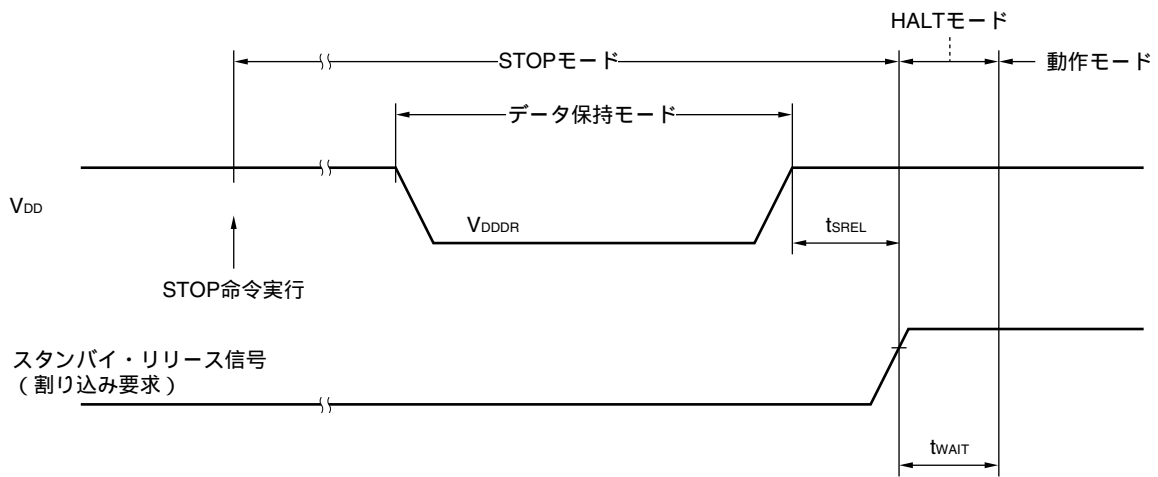 HALTモード
STOPモード
動作モード
データ保持モード
VDD
VDDDR
tSREL
STOP命令実行
スタンバイ・リリース信号
(割り込み要求)
tWAIT